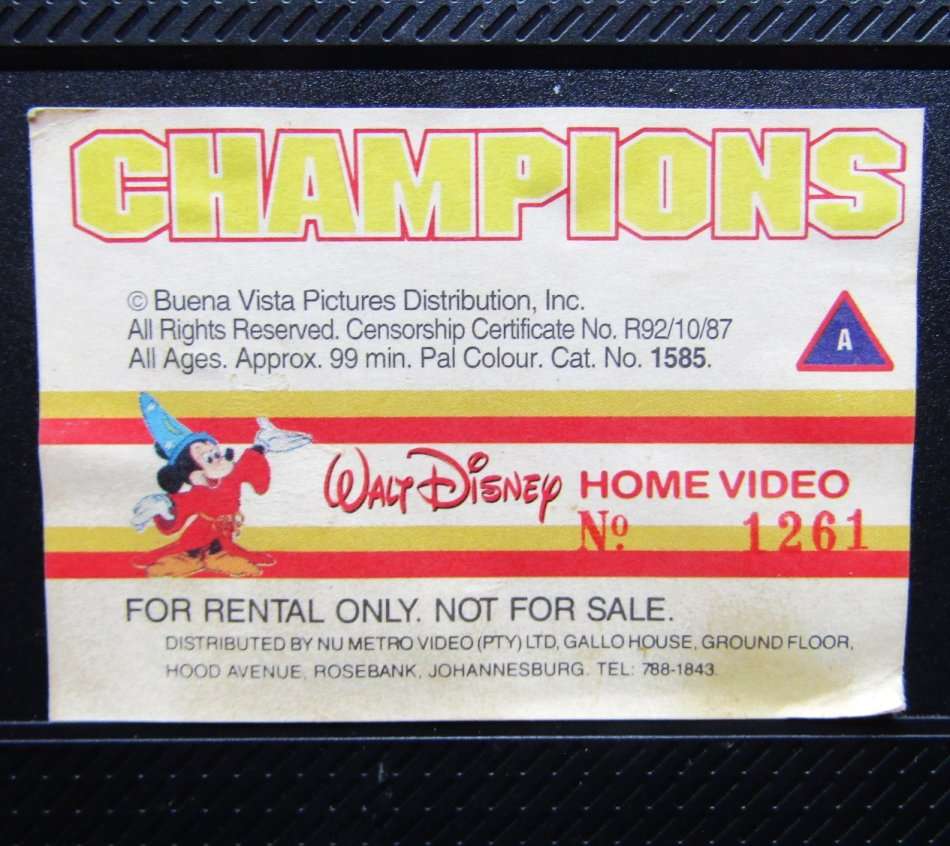 CHAMPIONS
© Buena Vista Pictures Distribution, Inc.
All Rights Reserved. Censorship Certificate No. R92/10/87
All Ages. Approx. 99 min. Pal Colour. Cat. No. 1585.
A
WALT DISNEY HOME VIDEO
Nº 1261
FOR RENTAL ONLY. NOT FOR SALE.
DISTRIBUTED BY NU METRO VIDEO (PTY) LTD, GALLO HOUSE, GROUND FLOOR,
HOOD AVENUE, ROSEBANK, JOHANNESBURG. TEL: 788-1843.